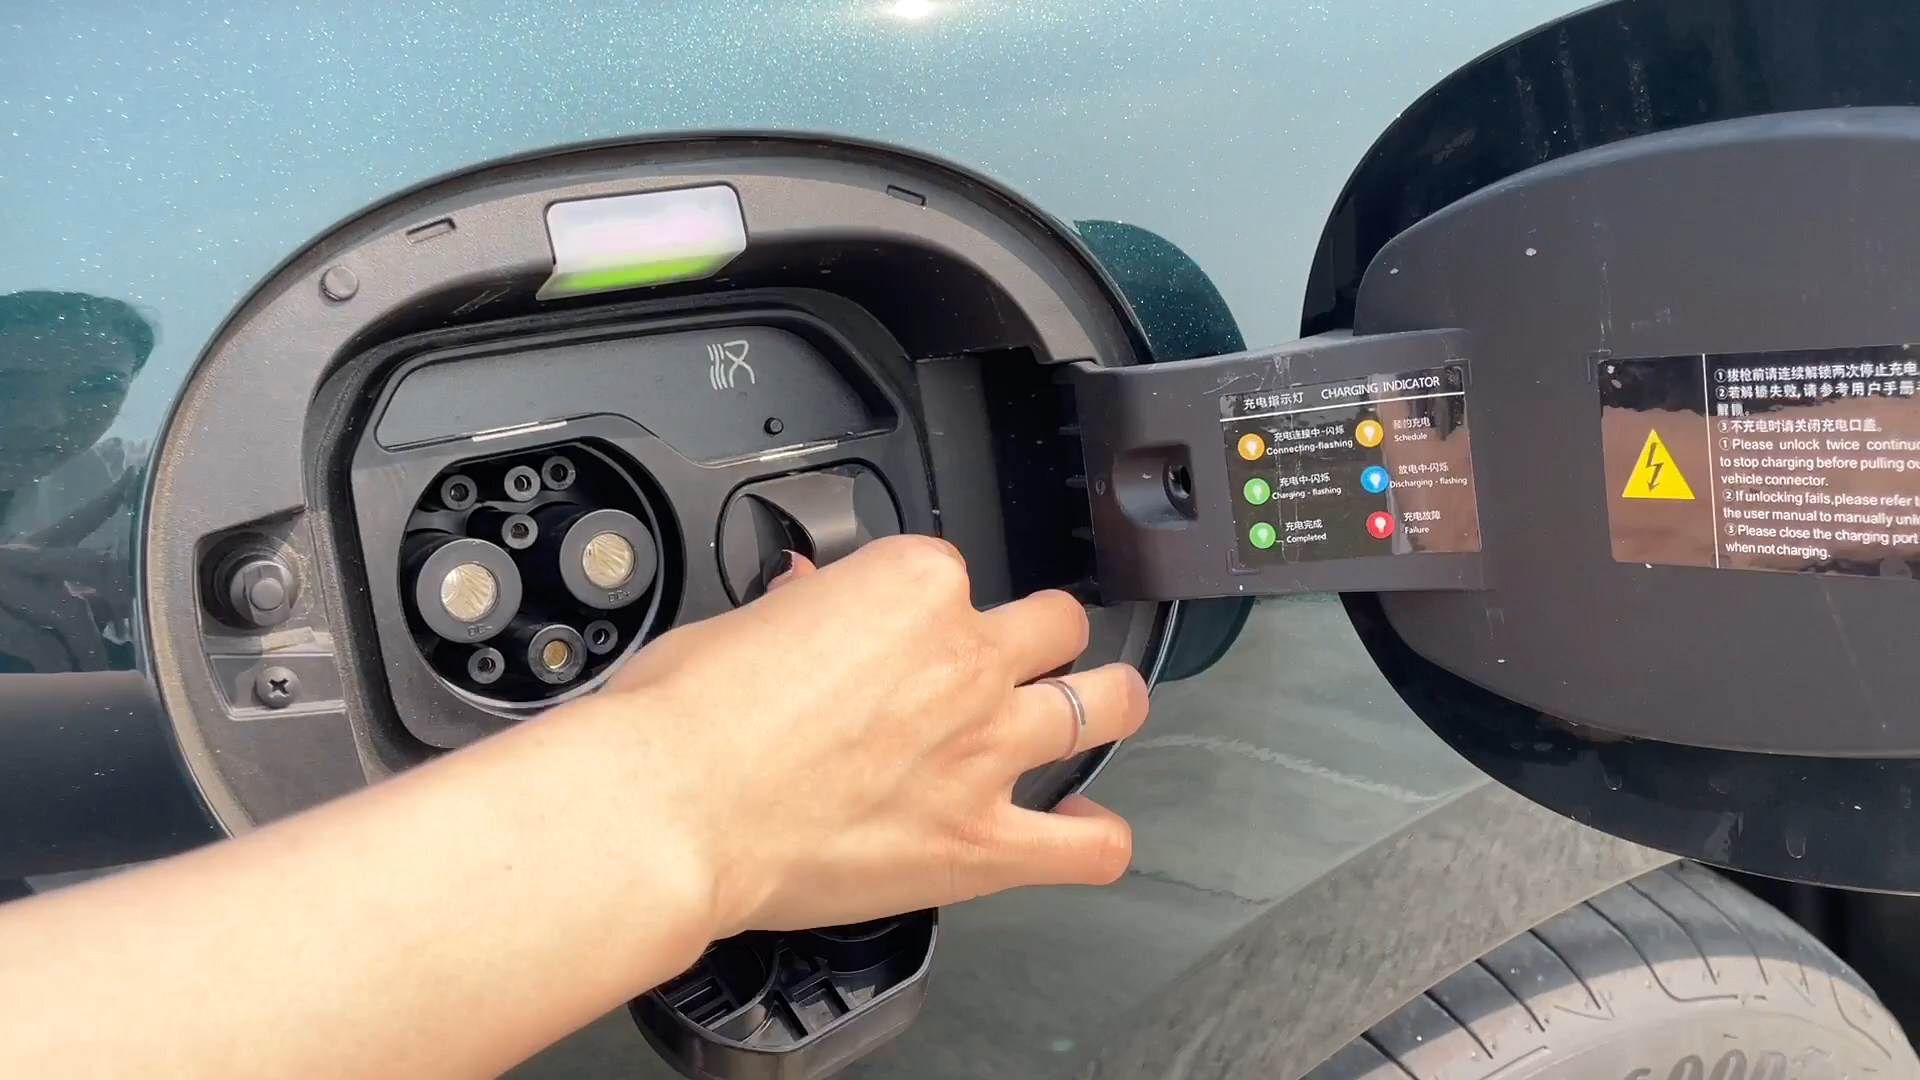 充电指示灯 CHARGING INDICATOR
充电连接中-闪烁
Connecting-flashing
预约充电
Schedule
充电中-闪烁
Charging - flashing
放电中-闪烁
Discharging - flashing
充电完成
Completed
充电故障
Failure
①拔枪前请连续解锁两次停止充电
②若解锁失败,请参考用户手册
解锁。
③不充电时请关闭充电口盖。
①Please unlock twice
to stop charging before pulling
vehicle connector.
②If unlocking fails,please refer
the user manual to manually
③Please close the charging port
when not charging.
DC-
DC+